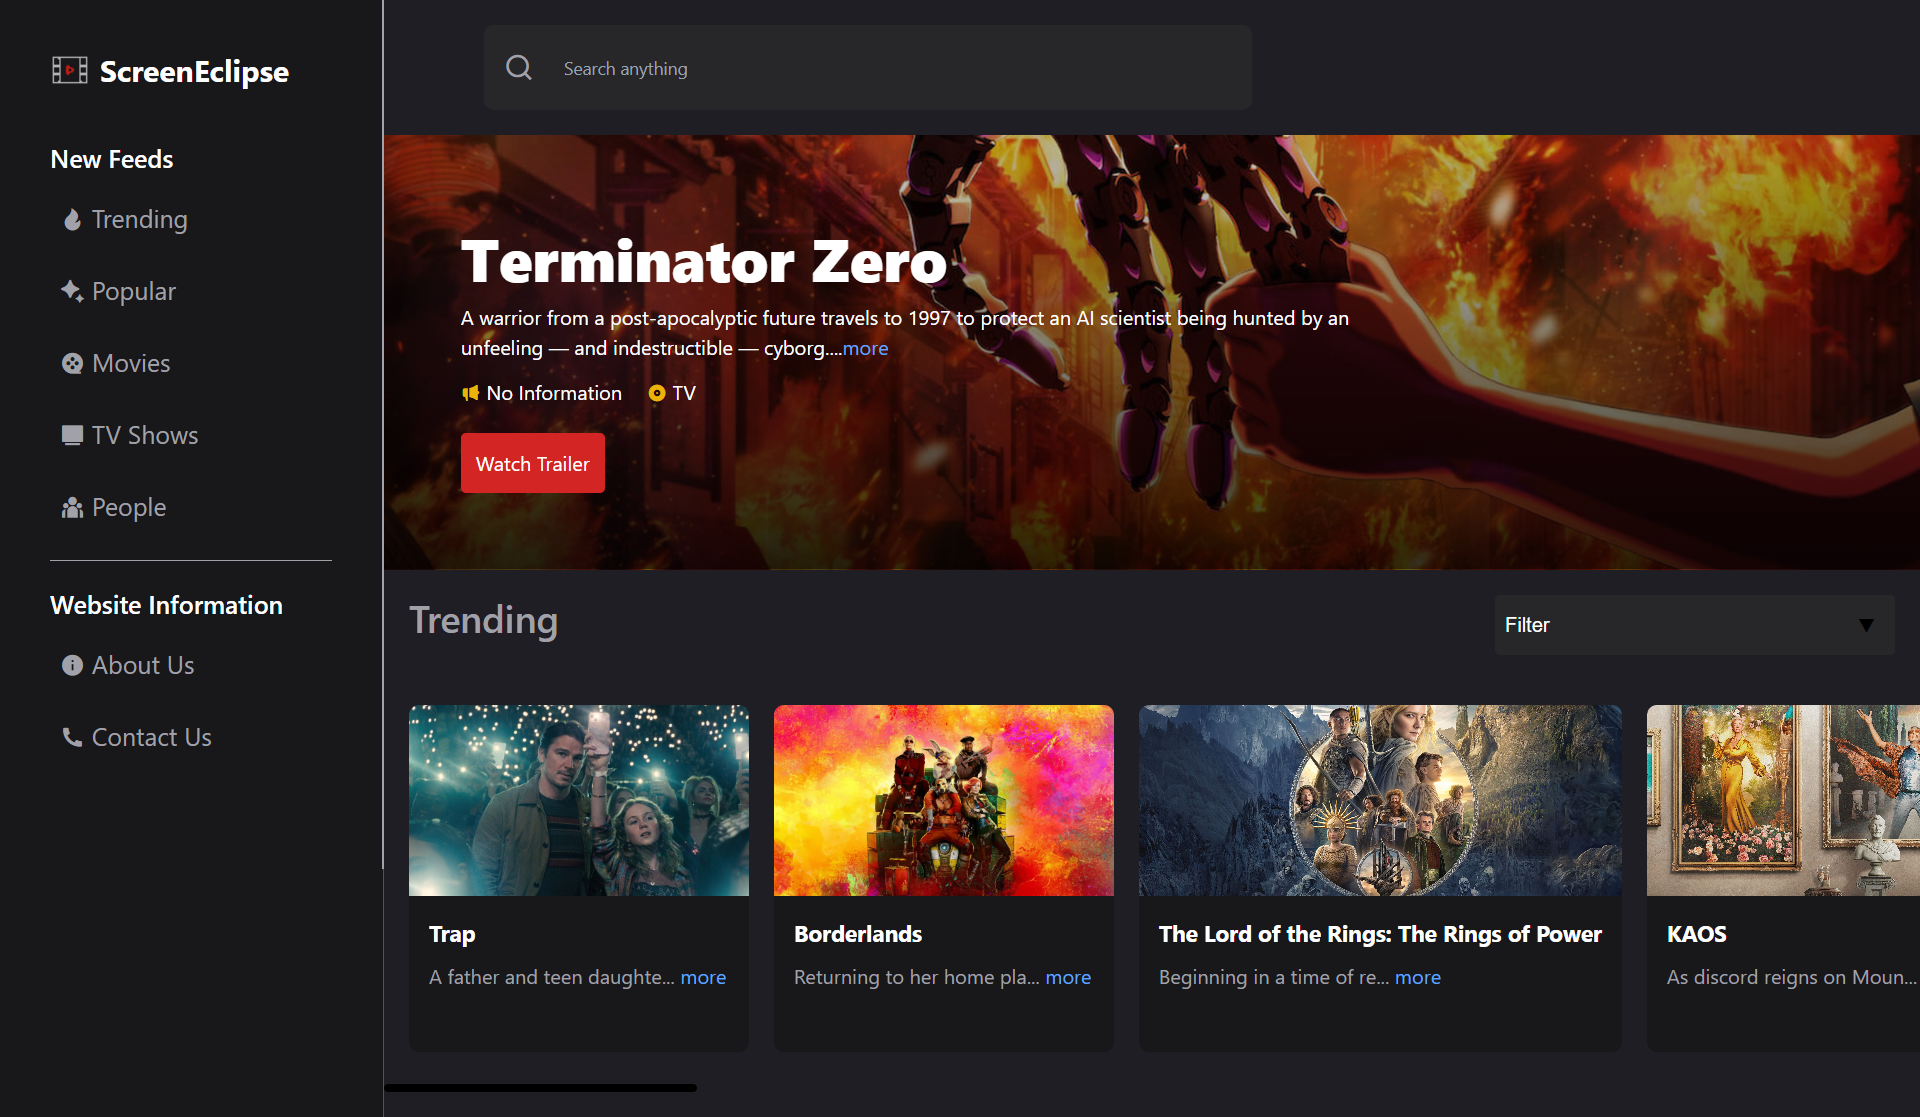 ScreenEclipse
New Feeds
Trending
Popular
Movies
TV Shows
People
Website Information
About Us
Contact Us
Search anything
Terminator Zero
A warrior from a post-apocalyptic future travels to 1997 to protect an AI scientist being hunted by an
unfeeling — and indestructible — cyborg....more
No Information TV
Watch Trailer
Trending
Filter
Trap
A father and teen daughte... more
Borderlands
Returning to her home pla... more
The Lord of the Rings: The Rings of Power
Beginning in a time of re... more
KAOS
As discord reigns on Moun...